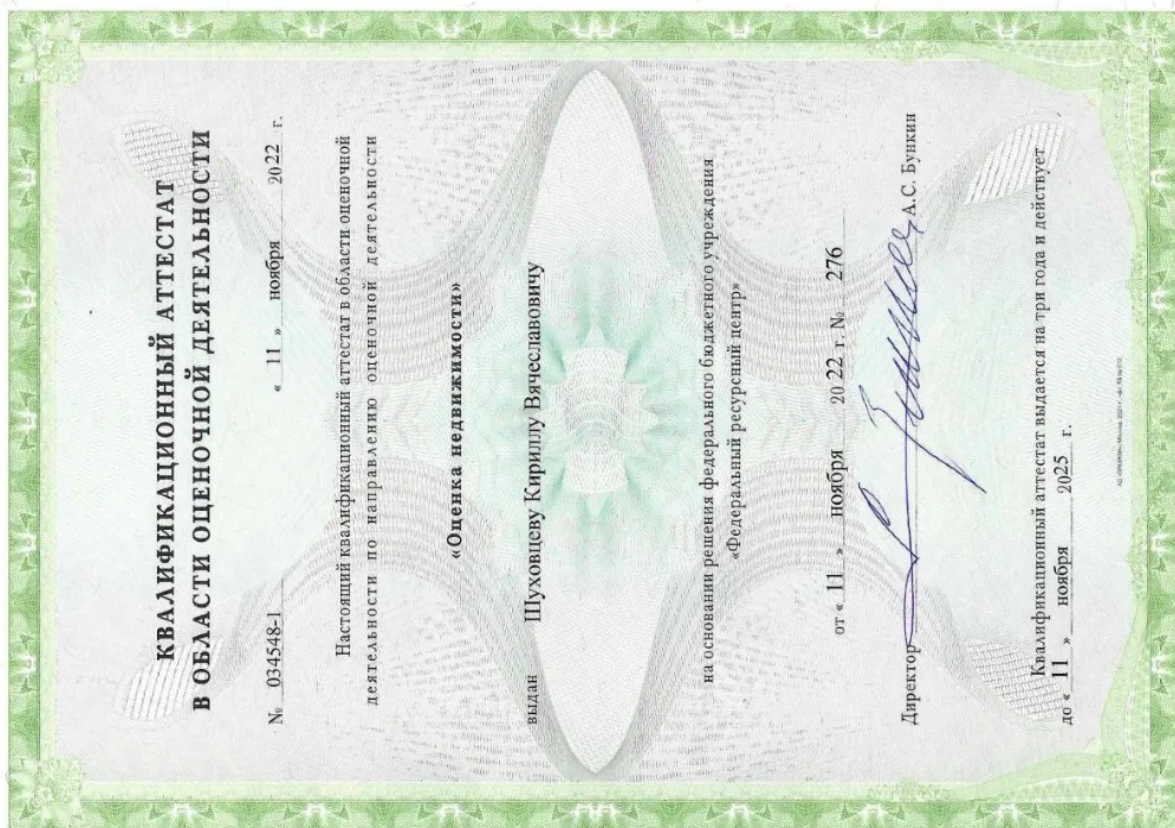 КВАЛИФИКАЦИОННЫЙ АТТЕСТАТ
В ОБЛАСТИ ОЦЕНОЧНОЙ ДЕЯТЕЛЬНОСТИ
№ 034548-1 « 11 » ноября 2022 г.
Настоящий квалификационный аттестат в области оценочной
деятельности по направлению оценочной деятельности
«Оценка недвижимости»
выдан Шуховцеву Кириллу Вячеславовичу
на основании решения федерального бюджетного учреждения
«Федеральный ресурсный центр»
от « 11 » ноября 20 22 г. № 276
Директор А.С. Бункин
Квалификационный аттестат выдается на три года и действует
до « 11 » ноября 2025 г.